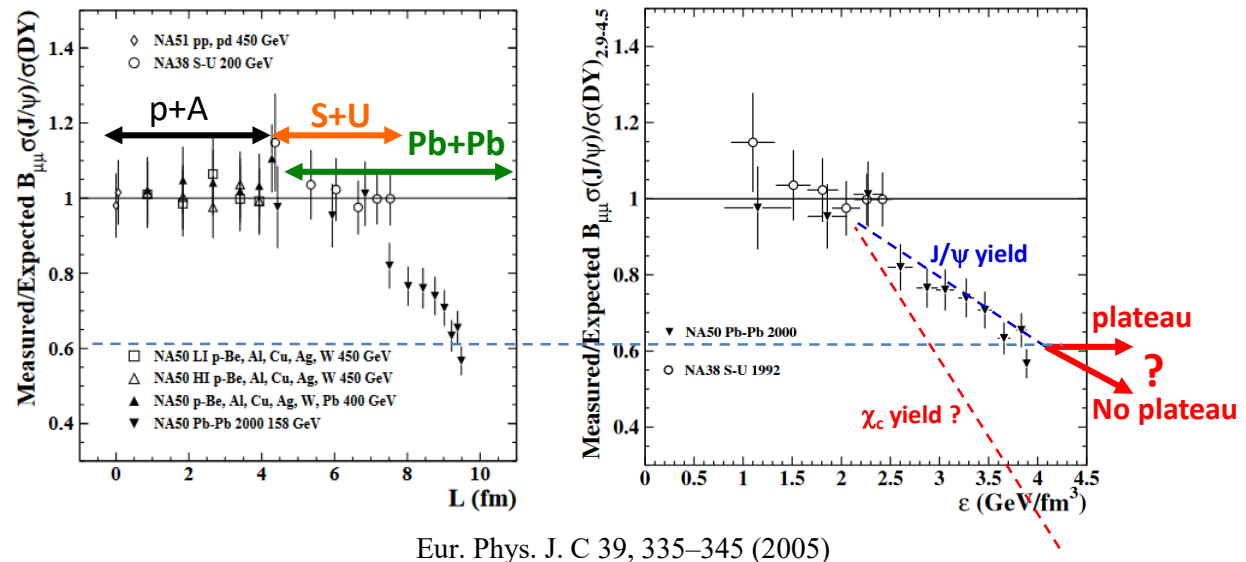 Measured/Expected Bμμσ(J/ψ)/σ(DY)
1.4
1.2
1
0.8
0.6
0.4
NA51 pp, pd 450 GeV
NA38 S-U 200 GeV
p+A
S+U
Pb+Pb
NA50 LI p-Be, Al, Cu, Ag, W 450 GeV
NA50 HI p-Be, Al, Cu, Ag, W 450 GeV
NA50 p-Be, Al, Cu, Ag, W, Pb 400 GeV
NA50 Pb-Pb 2000 158 GeV
0 2 4 6 8 10
L (fm)
Measured/Expected Bμμσ(J/ψ)/σ(DY)2.9-4.5
1.4
1.2
1
0.8
0.6
0.4
J/ψ yield
NA50 Pb-Pb 2000
NA38 S-U 1992
plateau
?
No plateau
χc yield ?
0 0.5 1 1.5 2 2.5 3 3.5 4 4.5
ε (GeV/fm³)
Eur. Phys. J. C 39, 335–345 (2005)